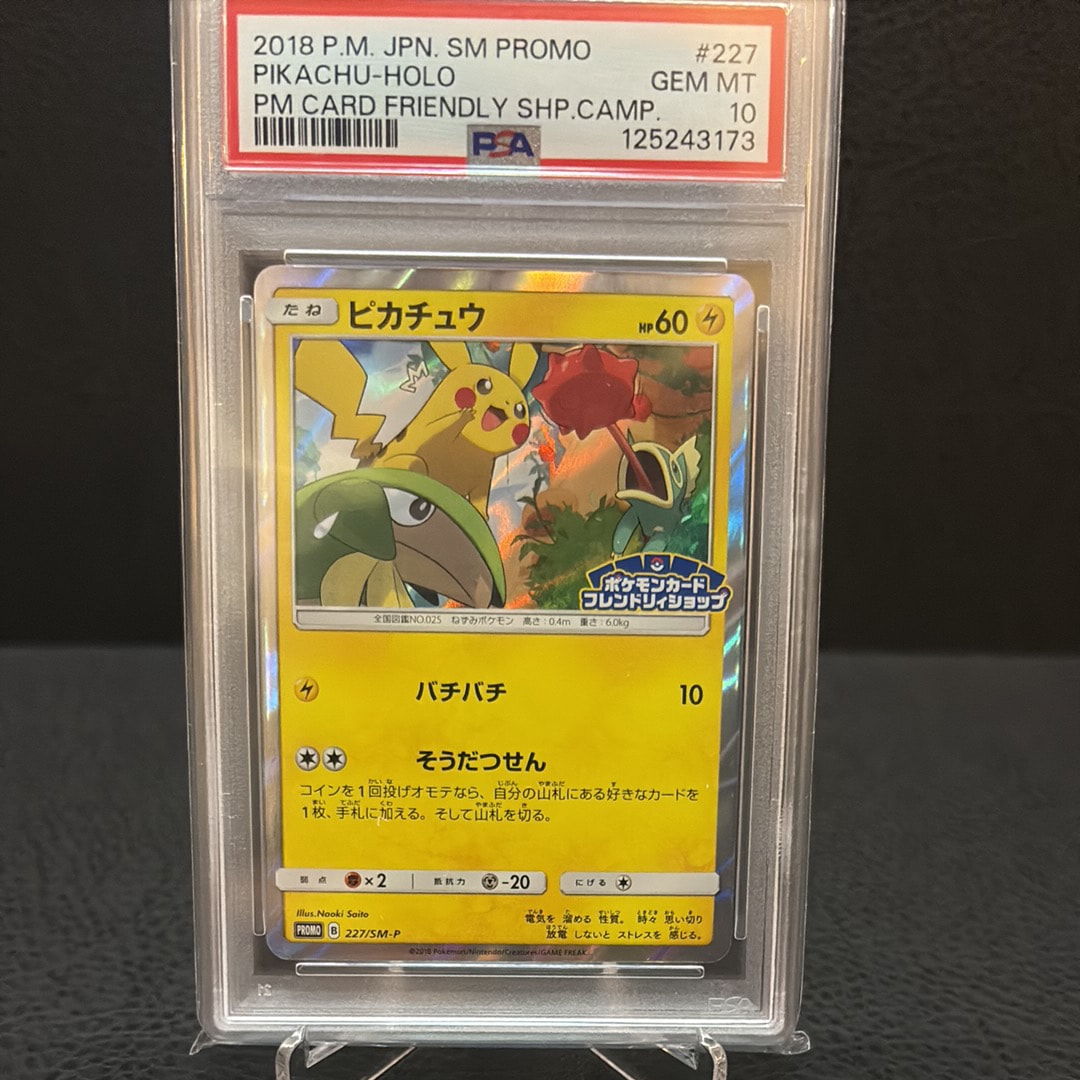 2018 P.M. JPN. SM PROMO #227
PIKACHU-HOLO GEM MT
PM CARD FRIENDLY SHP.CAMP. 10
PSA 125243173
たね ピカチュウ HP60
ポケモンカード
フレンドリィショップ
全国図鑑NO.025 ねずみポケモン 高さ:0.4m 重さ:6.0kg
バチバチ 10
そうだつせん
コインを1回投げオモテなら、自分の山札にある好きなカードを
1枚、手札に加える。そして山札を切る。
弱点 ×2 抵抗力 -20 にげる
Illus.Naoki Saito
電気を 溜める 性質。 時々 思い切り
放電 しないと ストレスを 感じる。
PROMO B 227/SM-P
©2018 Pokémon/Nintendo/Creatures/GAME FREAK
PSA